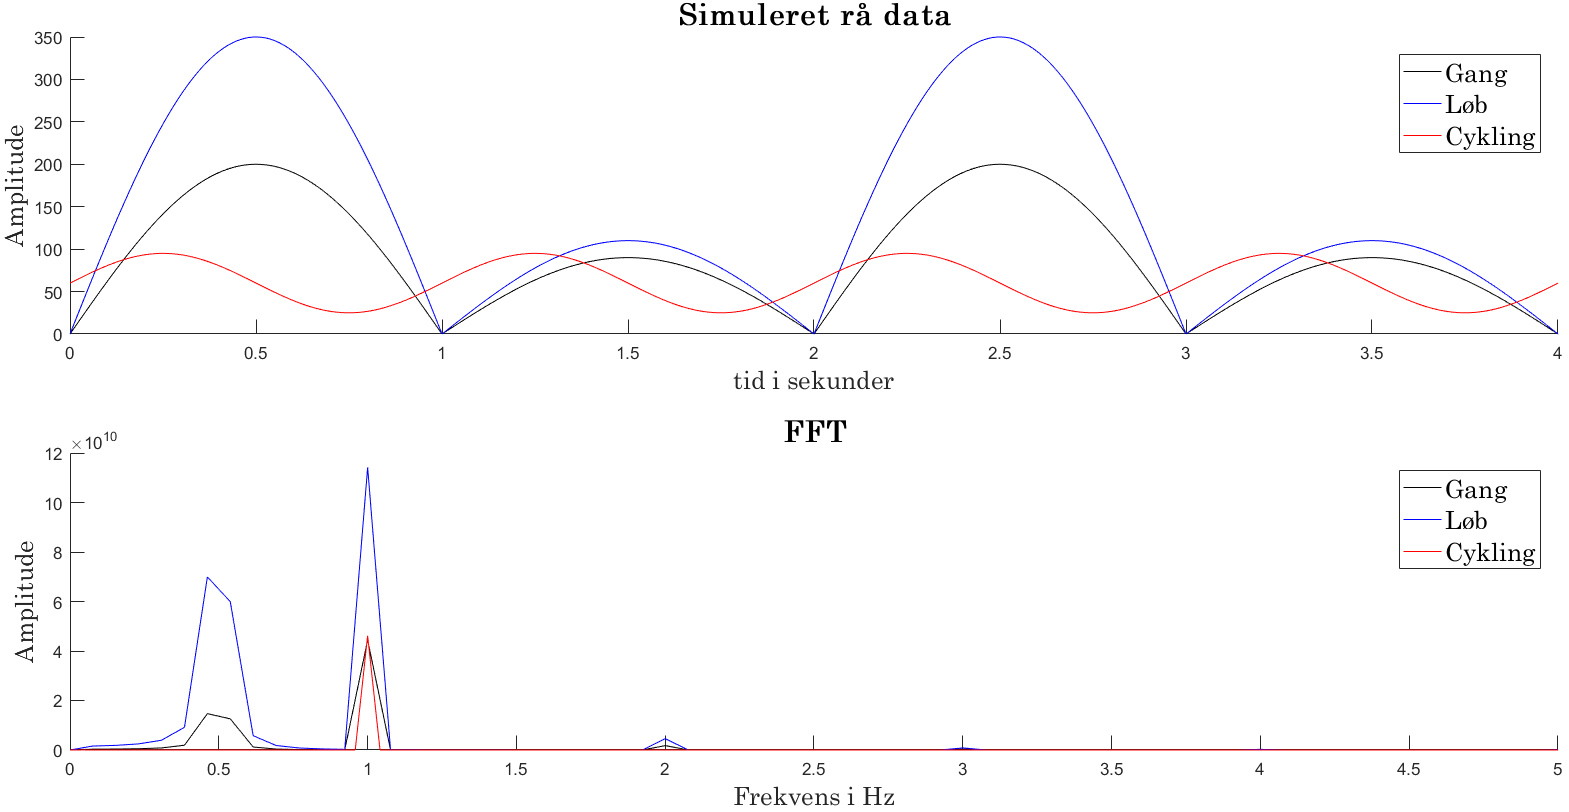 Simuleret rå data
350
300
250
200
150
100
50
0
Amplitude
Gang
Løb
Cykling
0 0.5 1 1.5 2 2.5 3 3.5 4
tid i sekunder
FFT
×10^10
12
10
8
6
4
2
0
Amplitude
Gang
Løb
Cykling
0 0.5 1 1.5 2 2.5 3 3.5 4 4.5 5
Frekvens i Hz